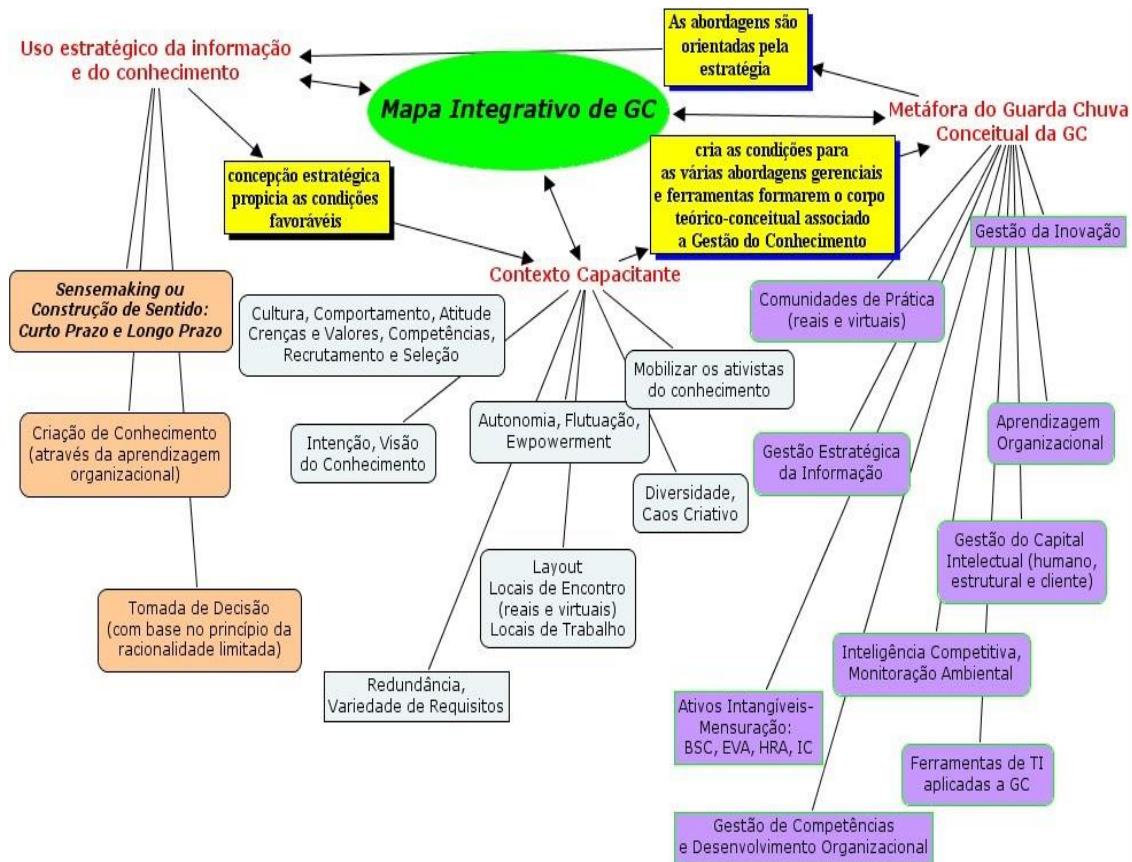 As abordagens são
orientadas pela
estratégia
Uso estratégico da informação
e do conhecimento
Mapa Integrativo de GC
Metáfora do Guarda Chuva
Conceitual da GC
concepção estratégica
propicia as condições
favorávéis
cria as condições para
as várias abordagens gerenciais
e ferramentas formarem o corpo
teórico-conceitual associado
a Gestão do Conhecimento
Contexto Capacitante
Gestão da Inovação
Sensemaking ou
Construção de Sentido:
Curto Prazo e Longo Prazo
Cultura, Comportamento, Atitude
Crenças e Valores, Competências,
Recrutamento e Seleção
Comunidades de Prática
(reais e virtuais)
Mobilizar os ativistas
do conhecimento
Criação de Conhecimento
(através da aprendizagem
organizacional)
Intenção, Visão
do Conhecimento
Autonomia, Flutuação,
Ewpowerment
Gestão Estratégica
da Informação
Aprendizagem
Organizacional
Diversidade,
Caos Criativo
Layout
Locais de Encontro
(reais e virtuais)
Locais de Trabalho
Gestão do Capital
Intelectual (humano,
estrutural e cliente)
Tomada de Decisão
(com base no princípio da
racionalidade limitada)
Inteligência Competitiva,
Monitoração Ambiental
Redundância,
Variedade de Requisitos
Ativos Intangíveis-
Mensuração:
BSC, EVA, HRA, IC
Ferramentas de TI
aplicadas a GC
Gestão de Competências
e Desenvolvimento Organizacional